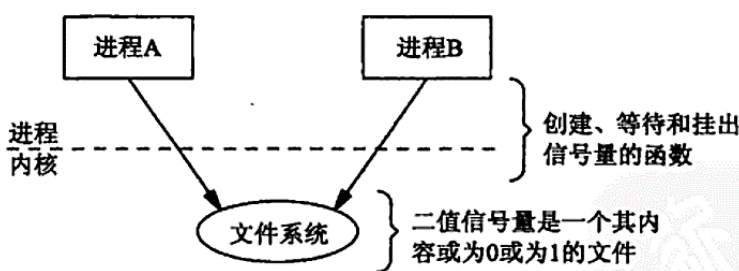 进程A
进程B
创建、等待和挂出
信号量的函数
进程
内核
文件系统
二值信号量是一个其内
容或为0或为1的文件